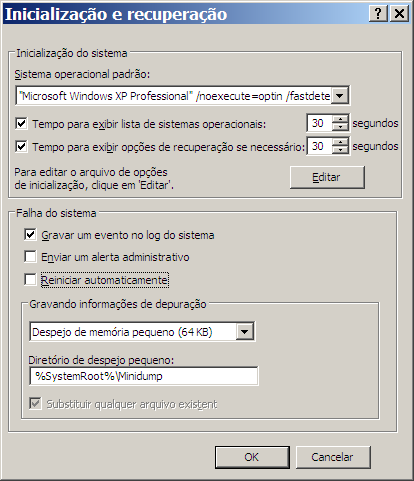 Inicialização e recuperação
Inicialização do sistema
Sistema operacional padrão:
"Microsoft Windows XP Professional" /noexecute=optin /fastdete
Tempo para exibir lista de sistemas operacionais: 30 segundos
Tempo para exibir opções de recuperação se necessário: 30 segundos
Para editar o arquivo de opções
de inicialização, clique em 'Editar'.
Editar
Falha do sistema
Gravar um evento no log do sistema
Enviar um alerta administrativo
Reiniciar automaticamente
Gravando informações de depuração
Despejo de memória pequeno (64 KB)
Diretório de despejo pequeno:
%SystemRoot%\Minidump
Substituir qualquer arquivo existent
OK Cancelar